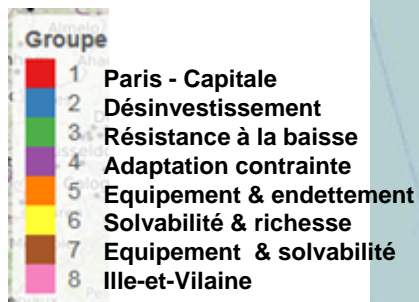 Groupe
1 Paris - Capitale
2 Désinvestissement
3 Résistance à la baisse
4 Adaptation contrainte
5 Equipement & endettement
6 Solvabilité & richesse
7 Equipement & solvabilité
8 Ille-et-Vilaine